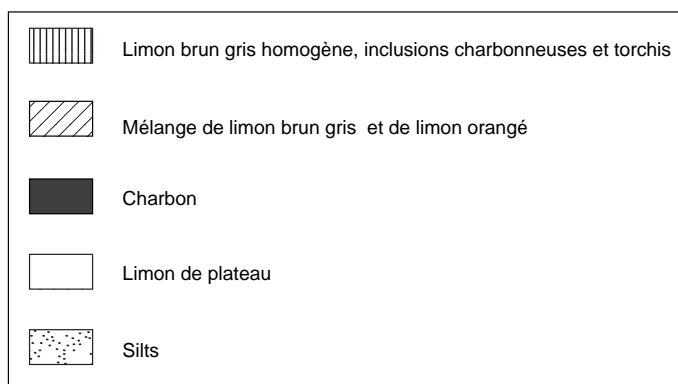 Limon brun gris homogène, inclusions charbonneuses et torchis
Mélange de limon brun gris et de limon orangé
Charbon
Limon de plateau
Silts